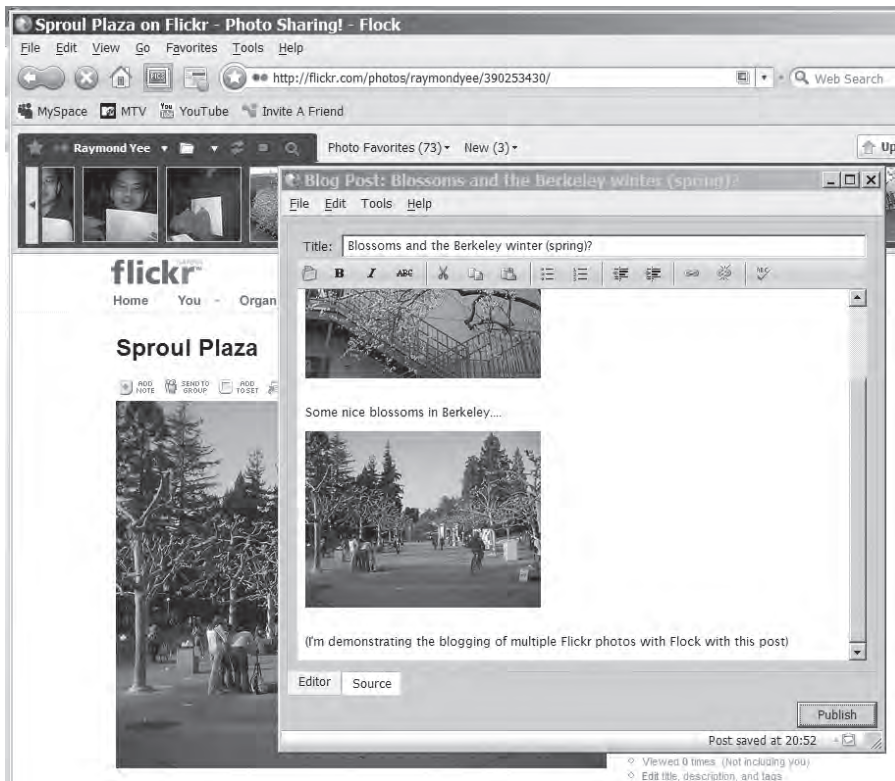 Sproul Plaza on Flickr - Photo Sharing! - Flock
File Edit View Go Favorites Tools Help
http://flickr.com/photos/raymondyee/390253430/
Web Search
MySpace MTV YouTube Invite A Friend
Raymond Yee Photo Favorites (73) New (3) Up
Blog Post: Blossoms and the Berkeley winter (spring)?
File Edit Tools Help
Title: Blossoms and the Berkeley winter (spring)?
B I ABC
flickr
Home You Organ
Sproul Plaza
ADD NOTE SEND TO GROUP ADD TO SET
Some nice blossoms in Berkeley....
(I'm demonstrating the blogging of multiple Flickr photos with Flock with this post)
Editor Source
Publish
Post saved at 20:52
Viewed 0 times. (Not including you)
Edit title, description, and tags